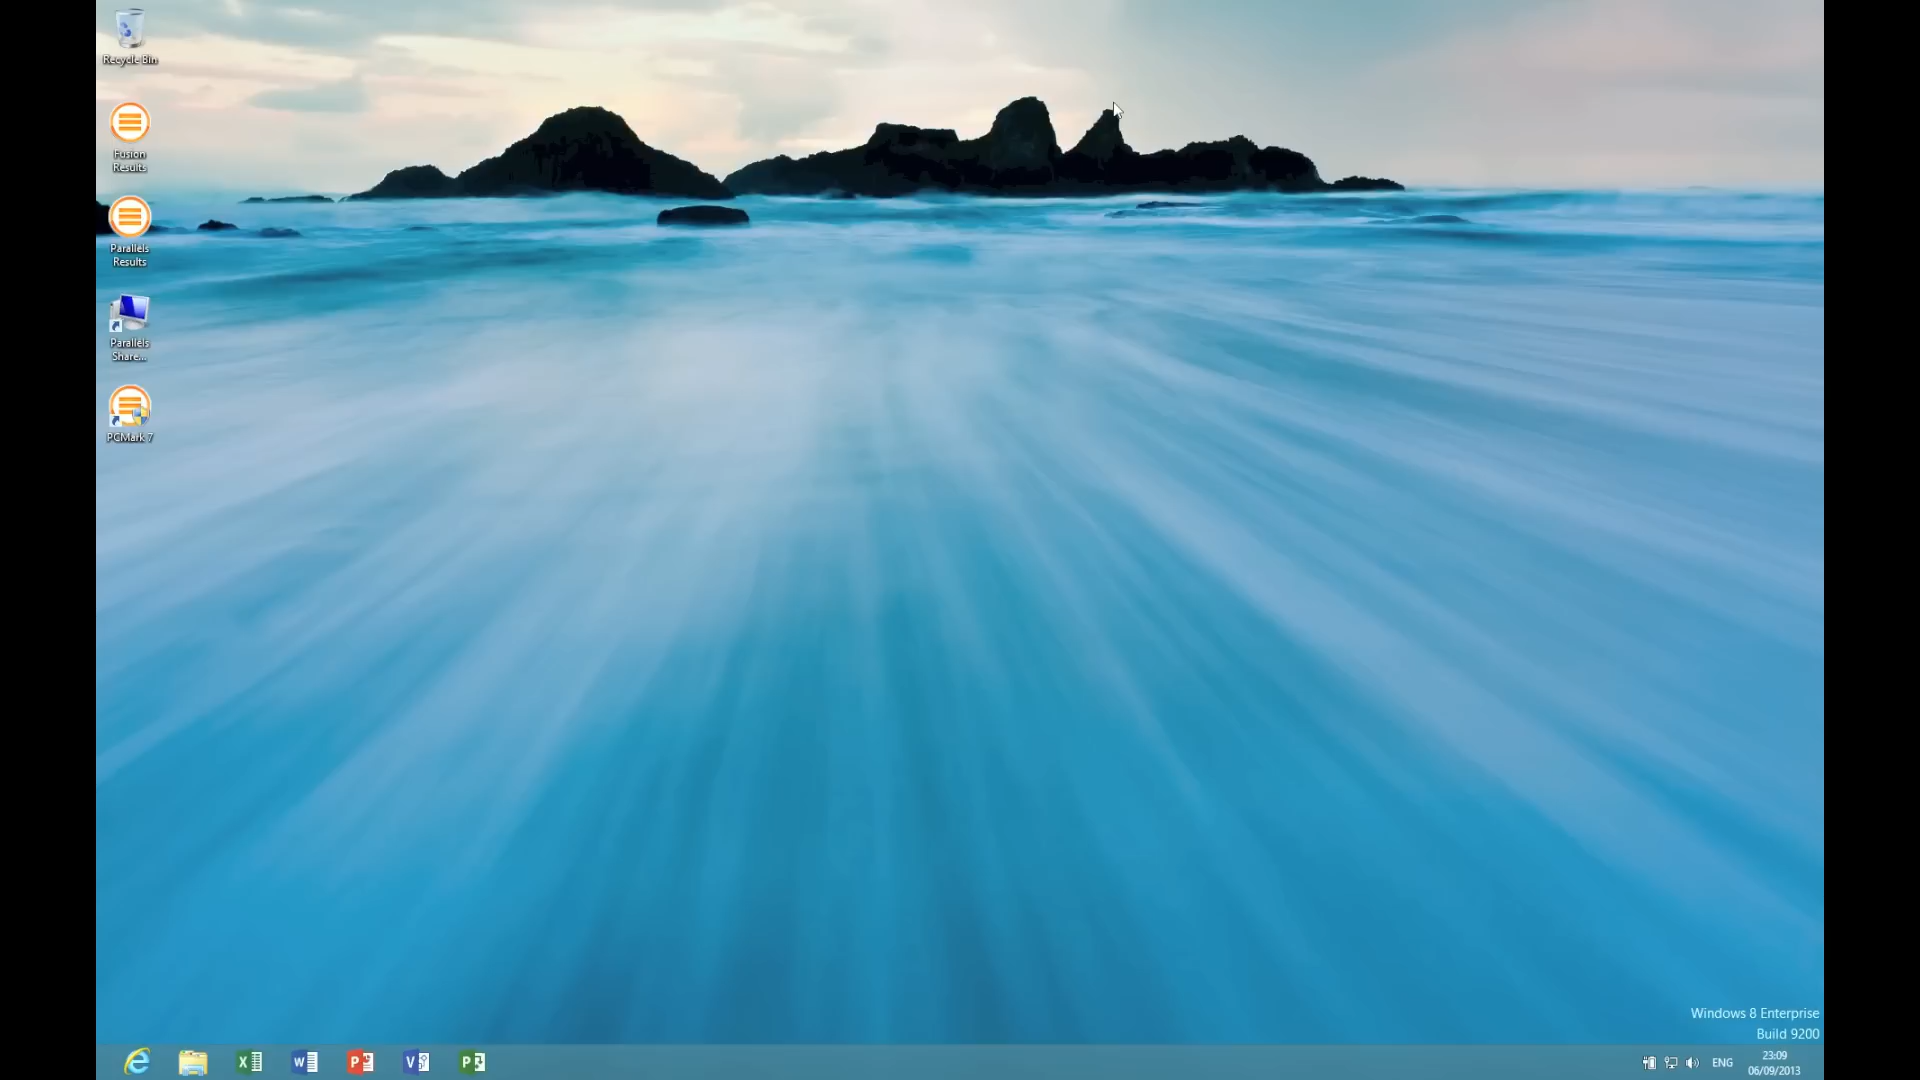 Recycle Bin
Fusion
Results
Parallels
Results
Parallels
Share...
PCMark 7
Windows 8 Enterprise
Build 9200
ENG
23:09
06/09/2013